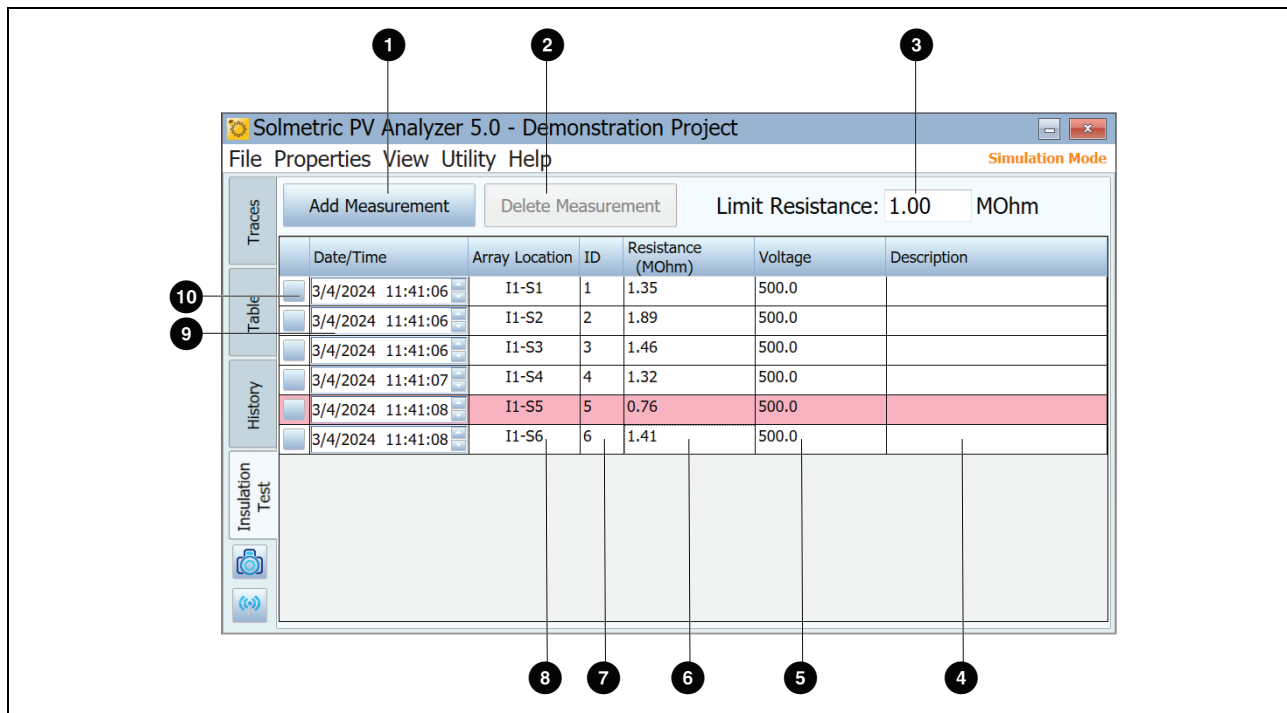 1 2 3
Solmetric PV Analyzer 5.0 - Demonstration Project
File Properties View Utility Help Simulation Mode
Traces
Table
History
Insulation
Test
Add Measurement Delete Measurement Limit Resistance: 1.00 MOhm
Date/Time Array Location ID Resistance (MOhm) Voltage Description
10 3/4/2024 11:41:06 I1-S1 1 1.35 500.0
9 3/4/2024 11:41:06 I1-S2 2 1.89 500.0
3/4/2024 11:41:06 I1-S3 3 1.46 500.0
3/4/2024 11:41:07 I1-S4 4 1.32 500.0
3/4/2024 11:41:08 I1-S5 5 0.76 500.0
3/4/2024 11:41:08 I1-S6 6 1.41 500.0
8 7 6 5 4